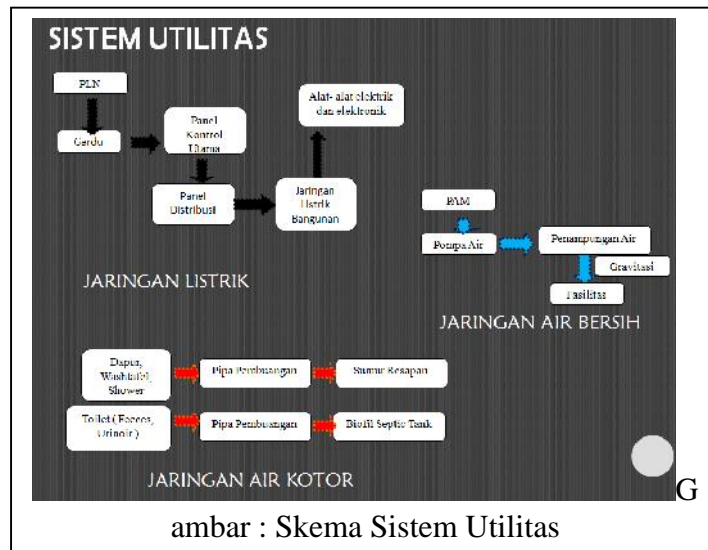 SISTEM UTILITAS
PLN
Gardu
Panel
Kontrol
Utama
Alat- alat elektrik
dan elektronik
Panel
Distribusi
Jaringan
Listrik
Bangunan
JARINGAN LISTRIK
PAM
Pompa Air
Penampungan Air
Gravitasi
Fasilitas
JARINGAN AIR BERSIH
Dapur,
Washtafel,
Shower
Pipa Pembuangan
Sumur Resapan
Toilet ( Feeces,
Urinoir )
Pipa Pembuangan
Biofil Septic Tank
JARINGAN AIR KOTOR
G
ambar : Skema Sistem Utilitas